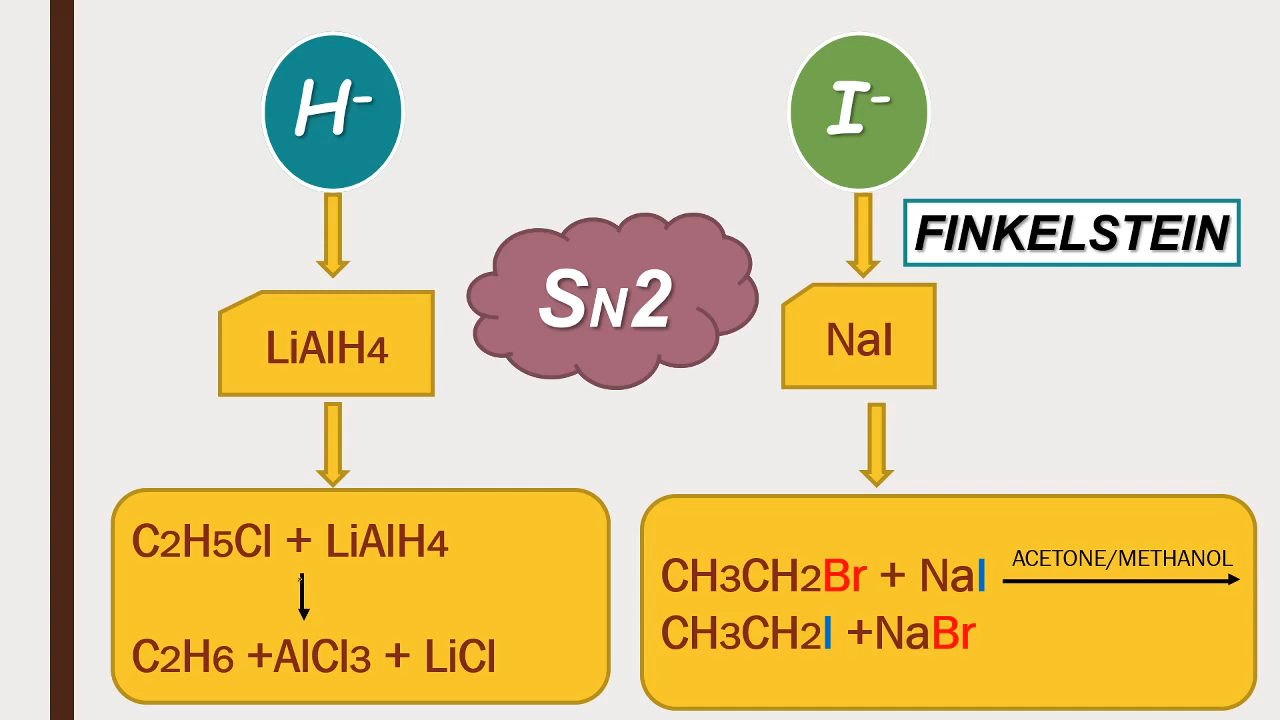 H-
I-
FINKELSTEIN
SN2
LiAlH4
NaI
C2H5Cl + LiAlH4
C2H6 +AlCl3 + LiCl
ACETONE/METHANOL
CH3CH2Br + NaI
CH3CH2I +NaBr